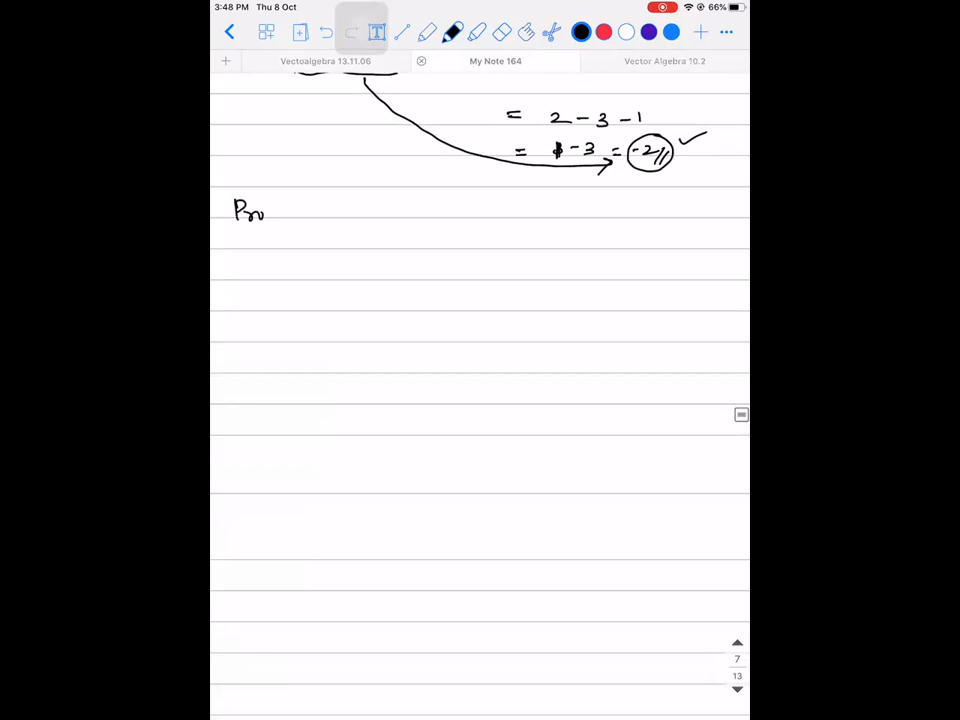 3:48 PM Thu 8 Oct 66%
Vectoalgebra 13.11.06 My Note 164 Vector Algebra 10.2
= 2 - 3 - 1
= 1 - 3 = -2
Pro
7
13